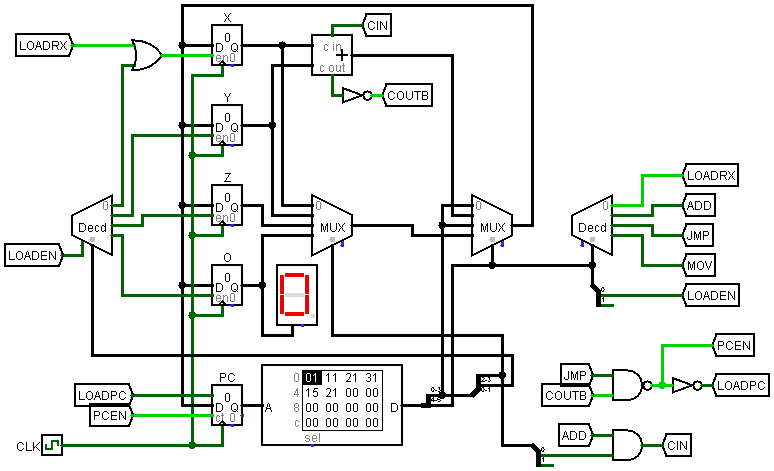 X
LOADRX
CIN
0
D Q
en0
c in
+
c out
COUTB
Y
0
D Q
en0
Z
0
D Q
en0
0
Decd
MUX
0
MUX
0
Decd
0
LOADRX
ADD
JMP
MOV
LOADEN
LOADEN
O
0
D Q
en0
0
PC
LOADPC
PCEN
0
D Q
ct 0
A
0 01 11 21 31
4 15 21 00 00
8 00 00 00 00
c 00 00 00 00
sel
D
CLK
PCEN
JMP
COUTB
LOADPC
ADD
CIN